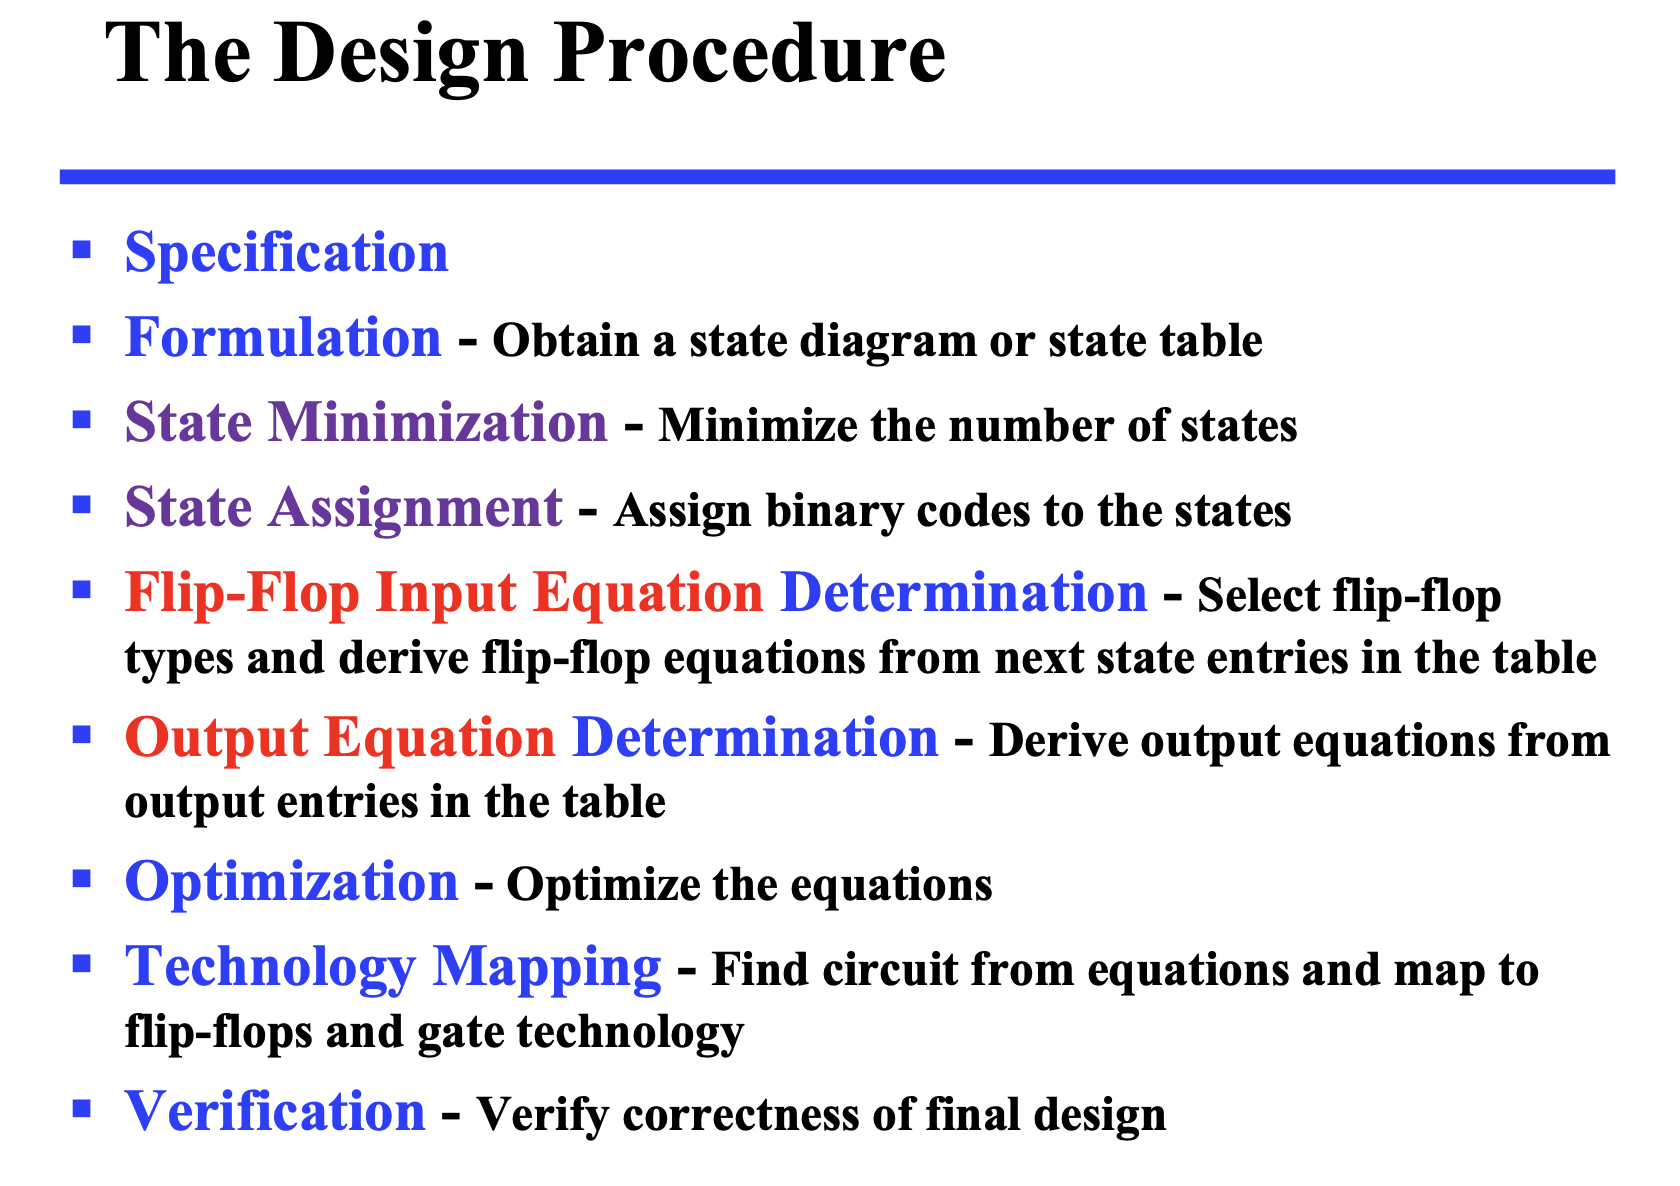 The Design Procedure
▪ Specification
▪ Formulation - Obtain a state diagram or state table
▪ State Minimization - Minimize the number of states
▪ State Assignment - Assign binary codes to the states
▪ Flip-Flop Input Equation Determination - Select flip-flop
types and derive flip-flop equations from next state entries in the table
▪ Output Equation Determination - Derive output equations from
output entries in the table
▪ Optimization - Optimize the equations
▪ Technology Mapping - Find circuit from equations and map to
flip-flops and gate technology
▪ Verification - Verify correctness of final design